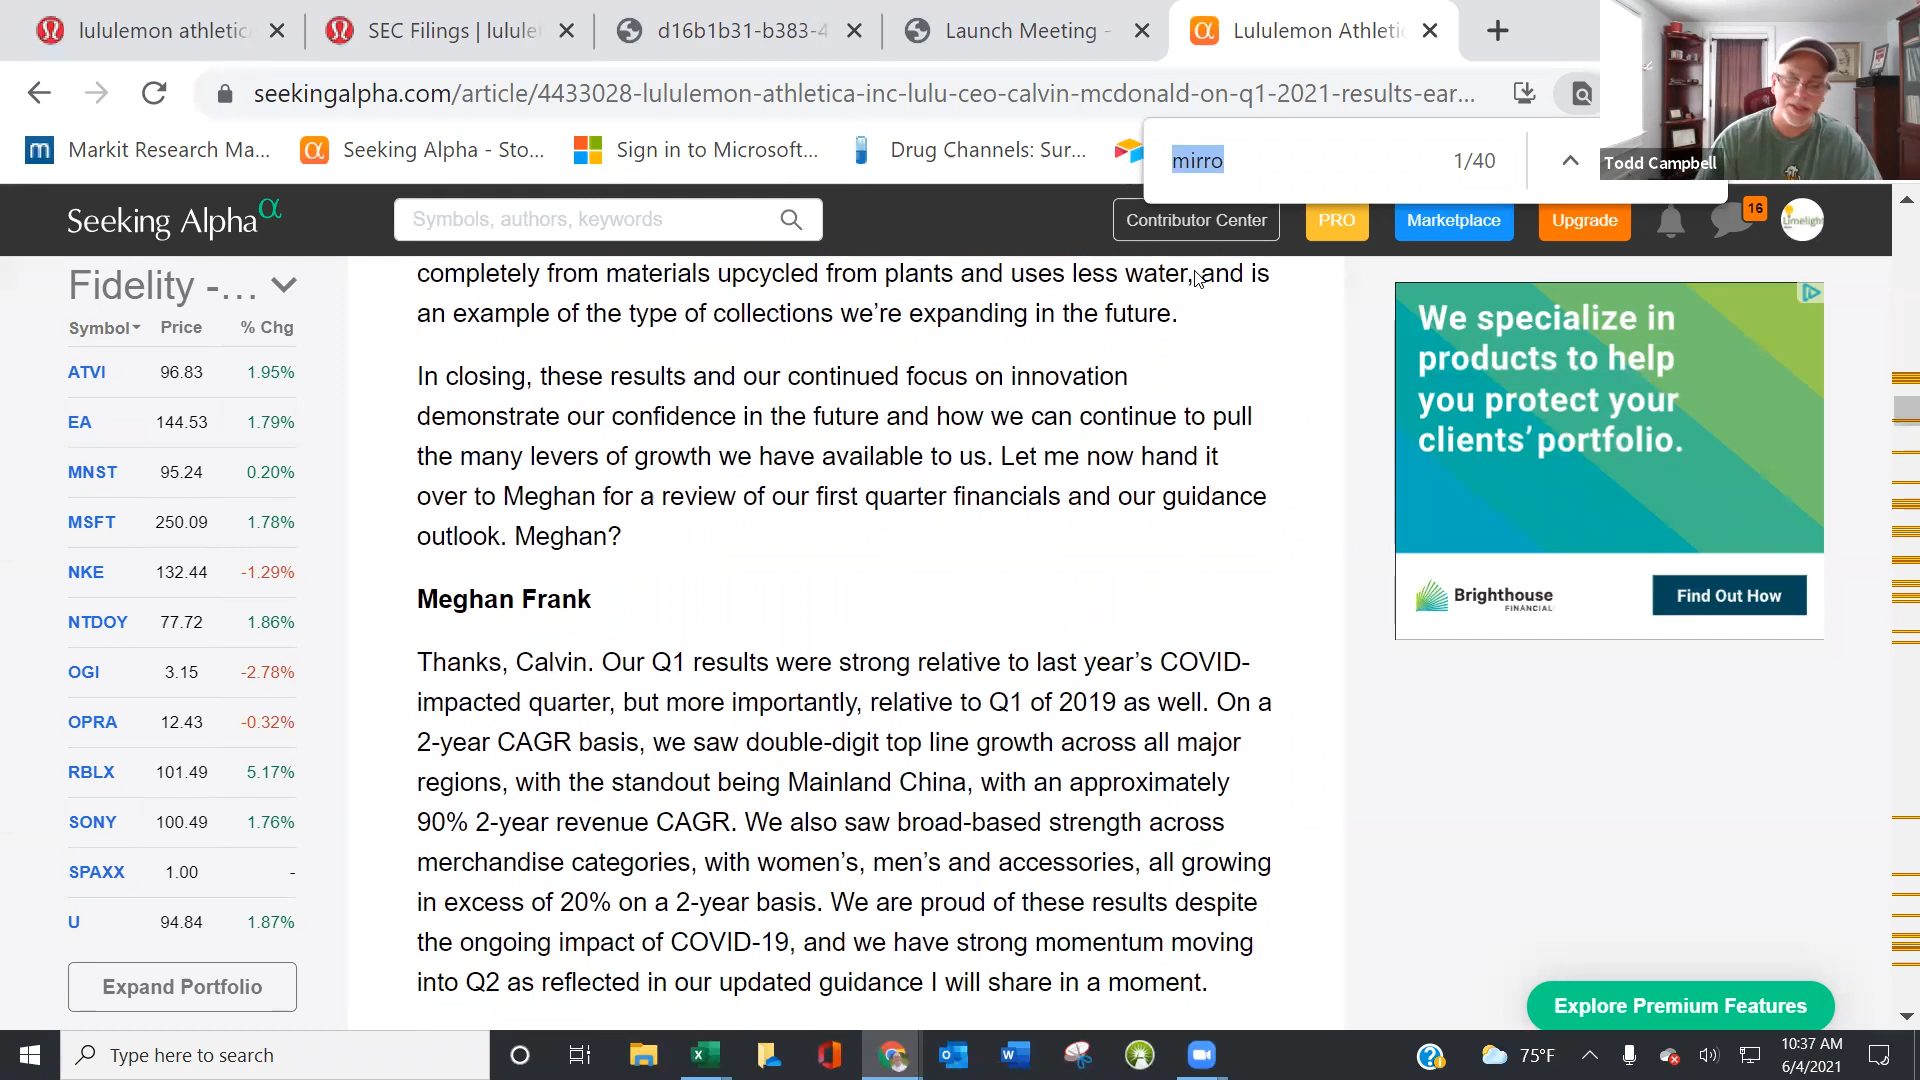 lululemon athletic
SEC Filings | lulule
d16b1b31-b383-4
Launch Meeting -
Lululemon Athleti
seekingalpha.com/article/4433028-lululemon-athletica-inc-lulu-ceo-calvin-mcdonald-on-q1-2021-results-ear...
Markit Research Ma...
Seeking Alpha - Sto...
Sign in to Microsoft...
Drug Channels: Sur...
mirro
1/40
Todd Campbell
Seeking Alpha α
Symbols, authors, keywords
Contributor Center
PRO
Marketplace
Upgrade
16
Limelight
Fidelity -...
Symbol Price % Chg
ATVI 96.83 1.95%
EA 144.53 1.79%
MNST 95.24 0.20%
MSFT 250.09 1.78%
NKE 132.44 -1.29%
NTDOY 77.72 1.86%
OGI 3.15 -2.78%
OPRA 12.43 -0.32%
RBLX 101.49 5.17%
SONY 100.49 1.76%
SPAXX 1.00 -
U 94.84 1.87%
Expand Portfolio
completely from materials upcycled from plants and uses less water, and is
an example of the type of collections we’re expanding in the future.
In closing, these results and our continued focus on innovation
demonstrate our confidence in the future and how we can continue to pull
the many levers of growth we have available to us. Let me now hand it
over to Meghan for a review of our first quarter financials and our guidance
outlook. Meghan?
Meghan Frank
Thanks, Calvin. Our Q1 results were strong relative to last year’s COVID-
impacted quarter, but more importantly, relative to Q1 of 2019 as well. On a
2-year CAGR basis, we saw double-digit top line growth across all major
regions, with the standout being Mainland China, with an approximately
90% 2-year revenue CAGR. We also saw broad-based strength across
merchandise categories, with women’s, men’s and accessories, all growing
in excess of 20% on a 2-year basis. We are proud of these results despite
the ongoing impact of COVID-19, and we have strong momentum moving
into Q2 as reflected in our updated guidance I will share in a moment.
We specialize in
products to help
you protect your
clients’ portfolio.
Brighthouse
FINANCIAL
Find Out How
Explore Premium Features
Type here to search
75°F
10:37 AM
6/4/2021